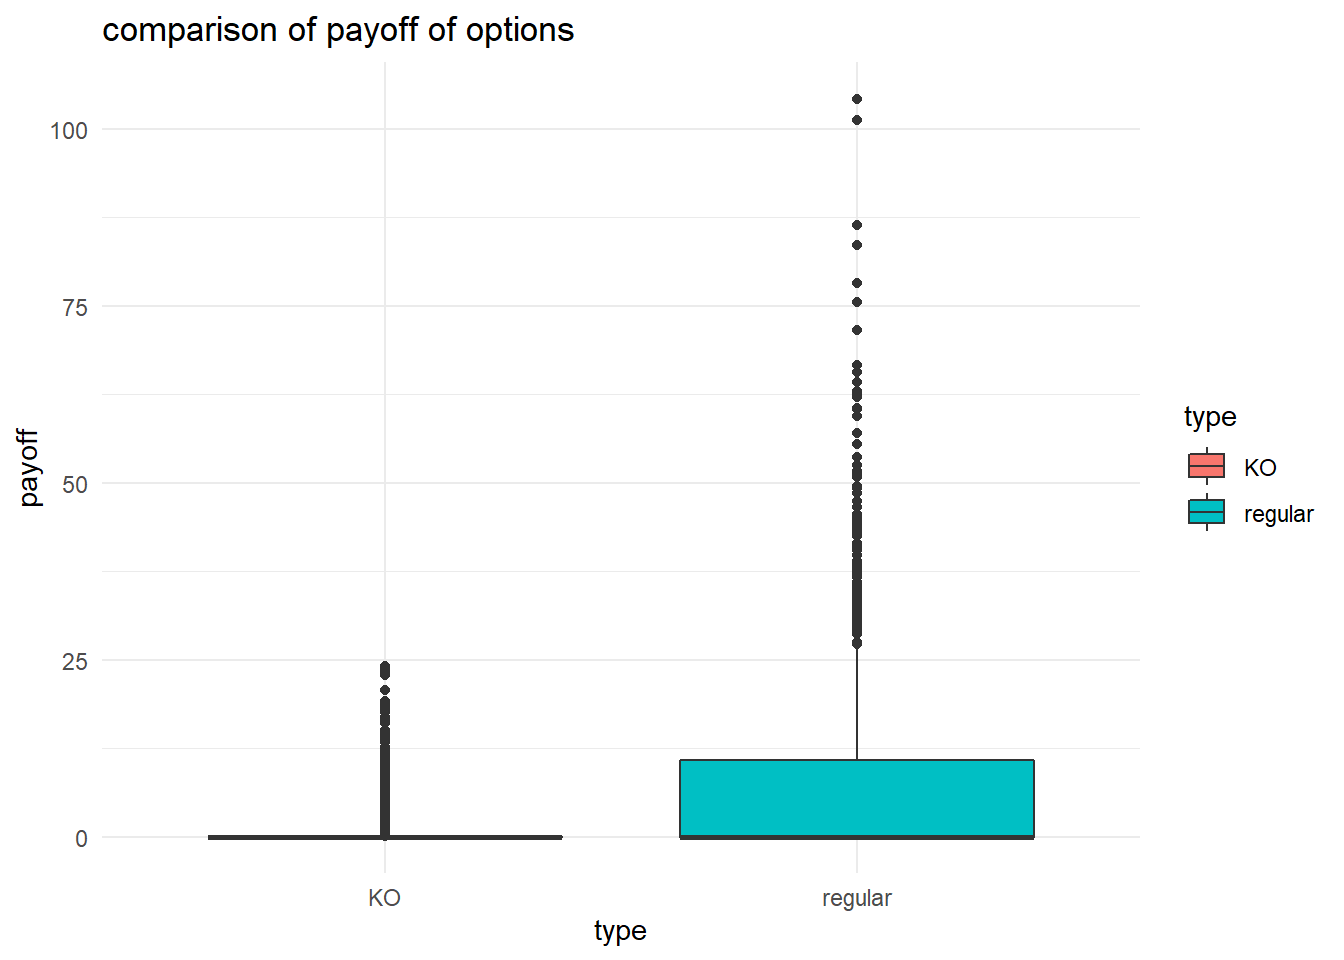 comparison of payoff of options
100
75
50
25
0
payoff
KO
regular
type
type
KO
regular